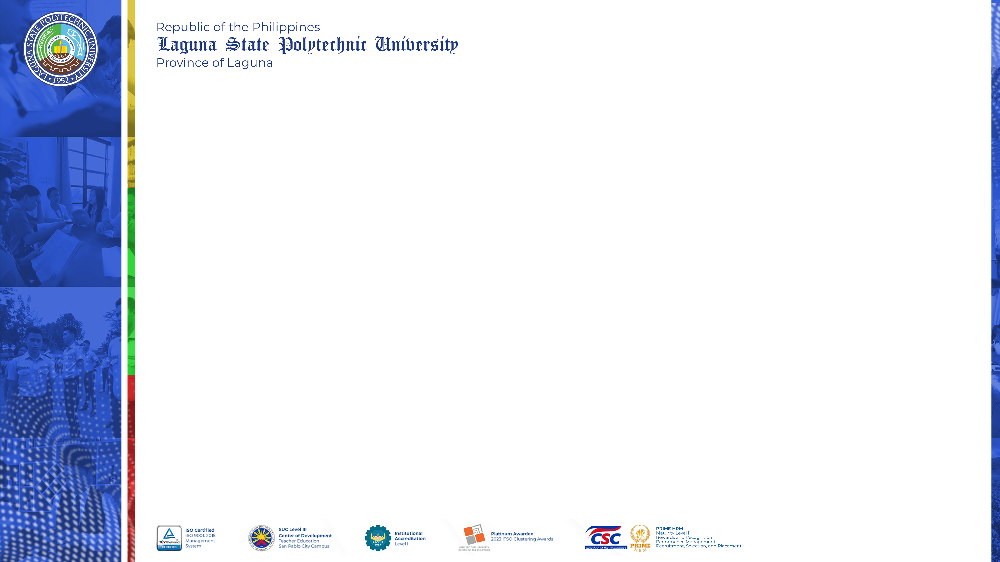 LAGUNA STATE POLYTECHNIC UNIVERSITY
• 1952 •
AGRICULTURE
FISHERIES
2007
TECHNOLOGY
Republic of the Philippines
Laguna State Polytechnic University
Province of Laguna
TÜVRheinland®
CERTIFIED
ISO Certified
ISO 9001: 2015
Management
System
COMMISSION ON HIGHER EDUCATION
1994
SUC Level III
Center of Development
Teacher Education
San Pablo City Campus
AACCUP
1987
Institutional
Accreditation
Level I
INTELLECTUAL PROPERTY
OFFICE OF THE PHILIPPINES
Platinum Awardee
2023 ITSO Clustering Awards
CSC
Republic of the Philippines
PRIME
HRM
PRIME HRM
Maturity Level II
Rewards and Recognition
Performance Management
Recruitment, Selection, and Placement